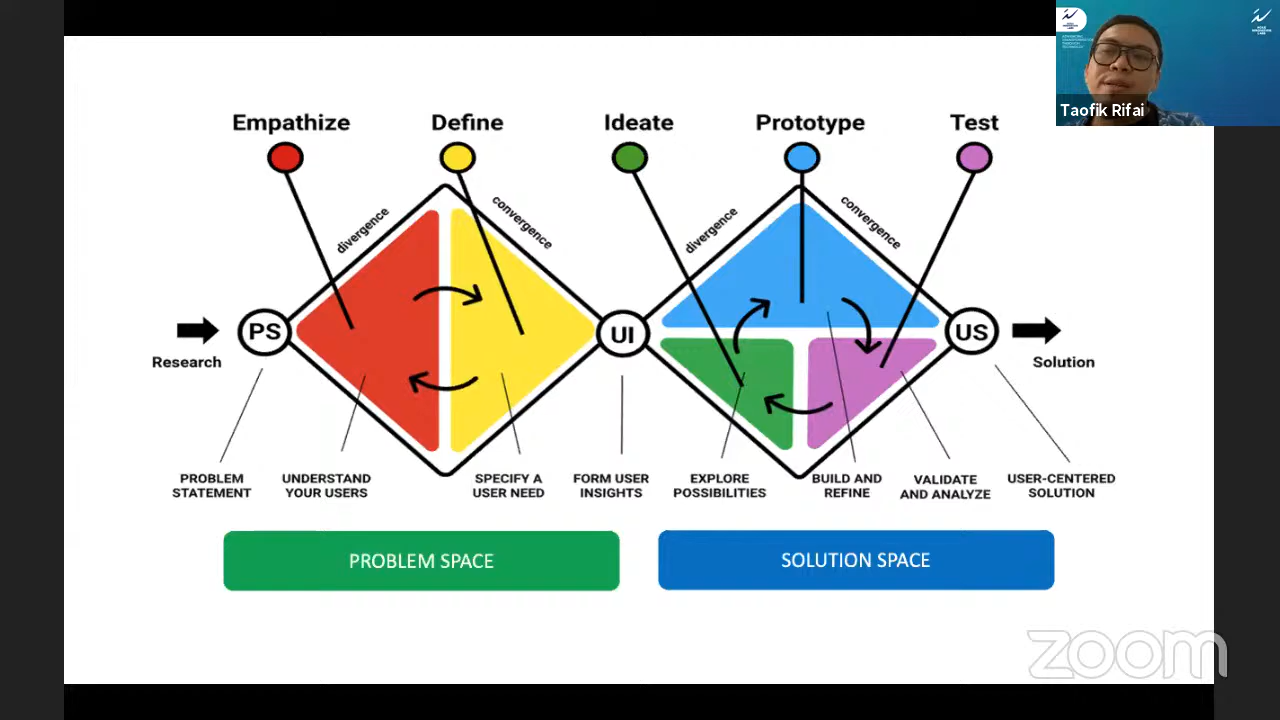 Taofik Rifai
Empathize
Define
Ideate
Prototype
Test
divergence
convergence
divergence
convergence
PS
UI
US
Research
Solution
PROBLEM
STATEMENT
UNDERSTAND
YOUR USERS
SPECIFY A
USER NEED
FORM USER
INSIGHTS
EXPLORE
POSSIBILITIES
BUILD AND
REFINE
VALIDATE
AND ANALYZE
USER-CENTERED
SOLUTION
PROBLEM SPACE
SOLUTION SPACE
zoom